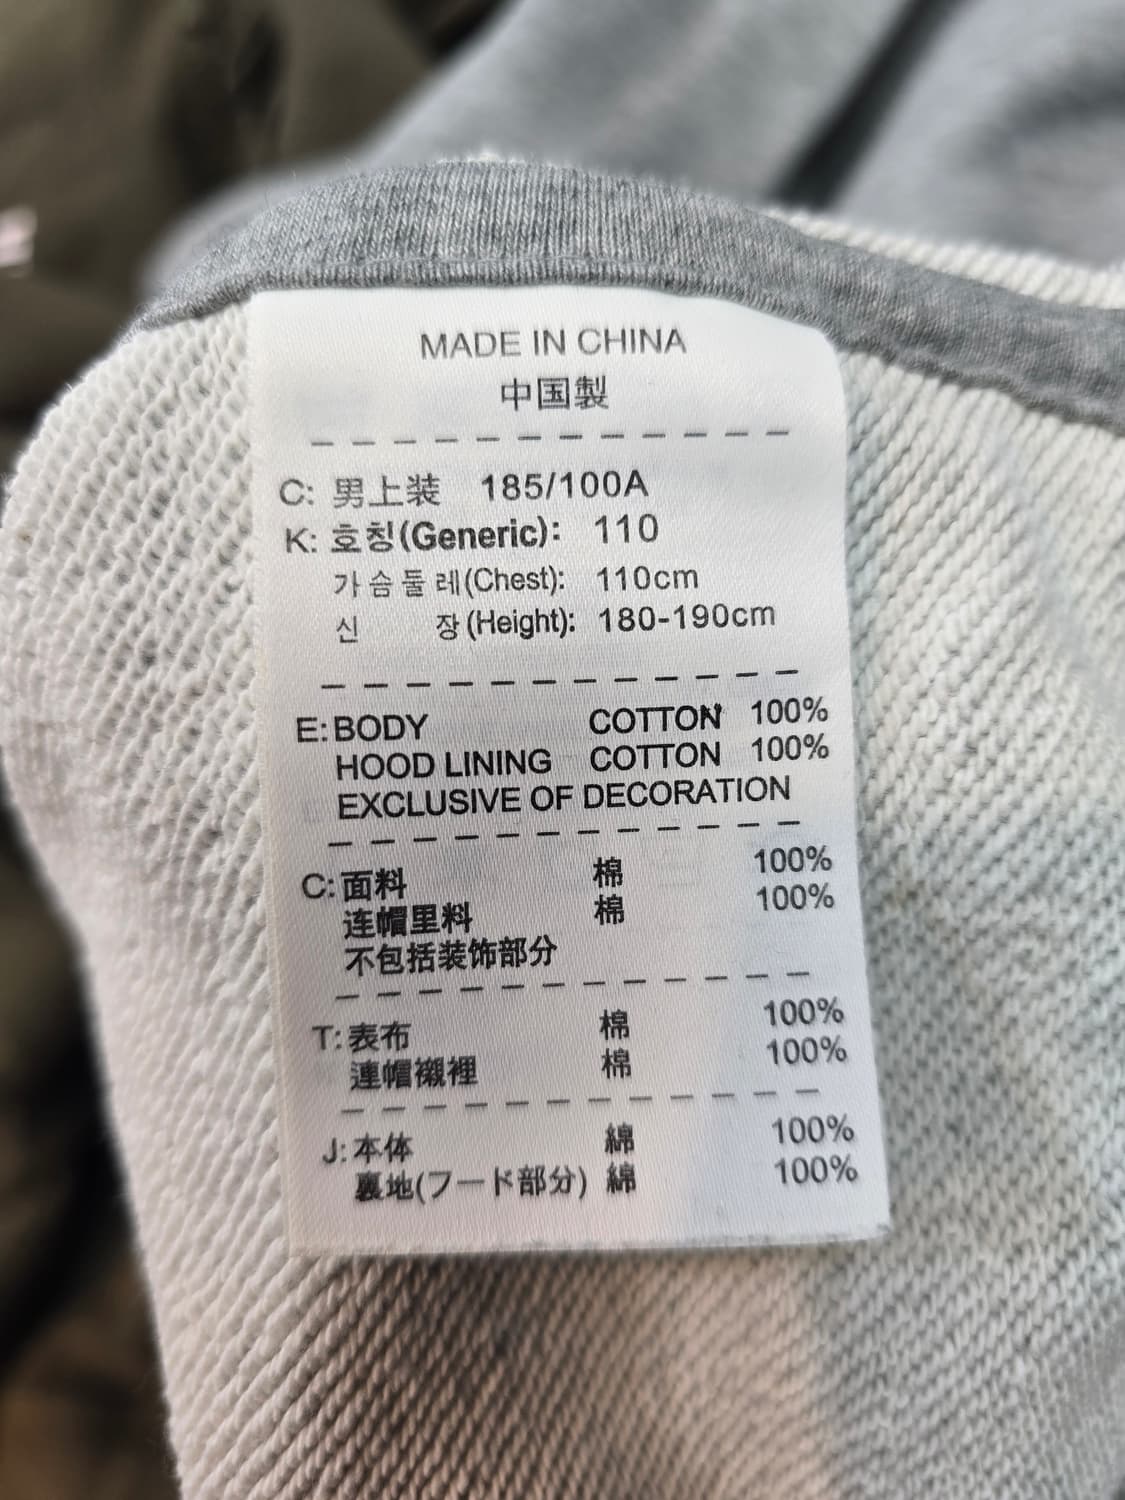 MADE IN CHINA
中国製
C: 男上装 185/100A
K: 호칭(Generic): 110
가슴둘레(Chest): 110cm
신 장(Height): 180-190cm
E: BODY COTTON 100%
HOOD LINING COTTON 100%
EXCLUSIVE OF DECORATION
C: 面料 棉 100%
连帽里料 棉 100%
不包括装饰部分
T: 表布 棉 100%
連帽襯裡 棉 100%
J: 本体 綿 100%
裏地(フード部分) 綿 100%